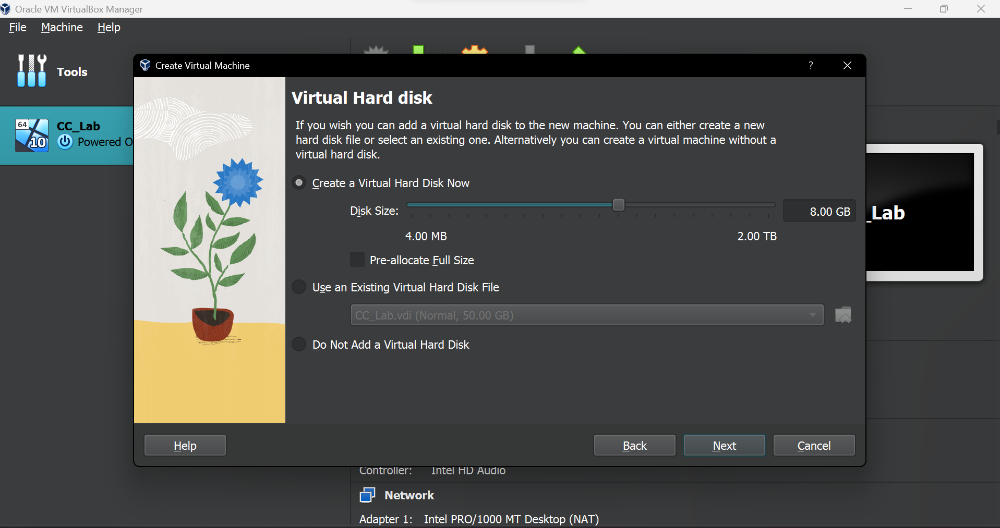 Oracle VM VirtualBox Manager
File Machine Help
Tools
Create Virtual Machine
?
64
10
CC_Lab
Powered O
Virtual Hard disk
If you wish you can add a virtual hard disk to the new machine. You can either create a new
hard disk file or select an existing one. Alternatively you can create a virtual machine without a
virtual hard disk.
Create a Virtual Hard Disk Now
Disk Size:
8.00 GB
4.00 MB
2.00 TB
Pre-allocate Full Size
Use an Existing Virtual Hard Disk File
CC_Lab.vdi (Normal, 50.00 GB)
Do Not Add a Virtual Hard Disk
_Lab
Help
Back
Next
Cancel
Controller: Intel HD Audio
Network
Adapter 1: Intel PRO/1000 MT Desktop (NAT)